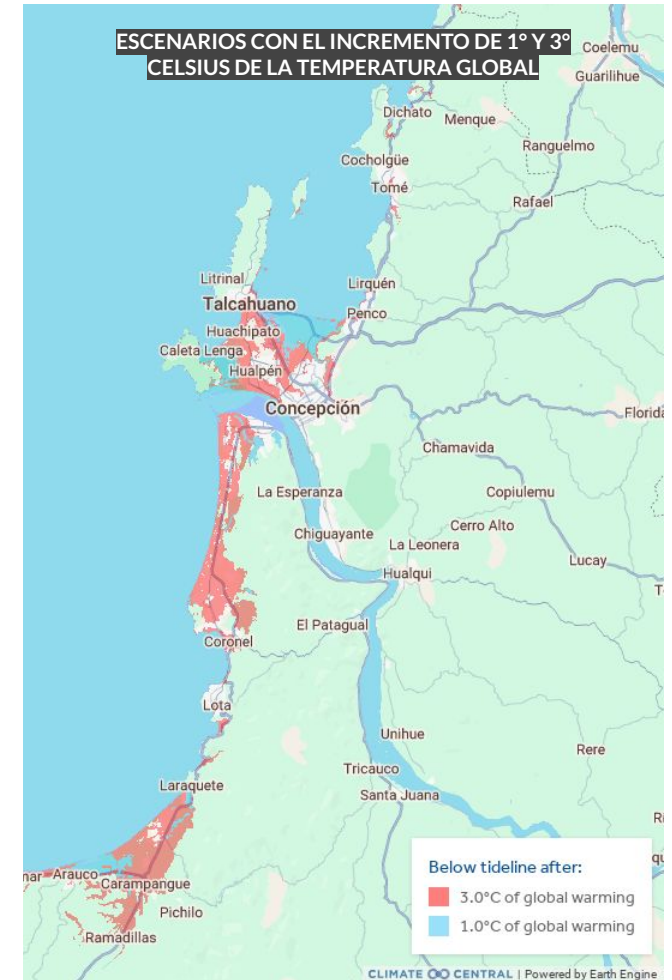 ESCENARIOS CON EL INCREMENTO DE 1° Y 3°
CELSIUS DE LA TEMPERATURA GLOBAL
Coelemu
Guarilihue
Dichato
Menque
Ranguelmo
Cocholgüe
Tomé
Rafael
Litrinal
Lirquén
Talcahuano
Penco
Huachipato
Caleta Lenga
Hualpén
Concepción
Florida
Chamavida
La Esperanza
Copiulemu
Cerro Alto
Chiguayante
La Leonera
Lucay
Hualqui
El Patagual
Coronel
Lota
Unihue
Rere
Tricauco
Laraquete
Santa Juana
Arauco
Carampangue
Pichilo
Ramadillas
Below tideline after:
3.0°C of global warming
1.0°C of global warming
CLIMATE CENTRAL | Powered by Earth Engine